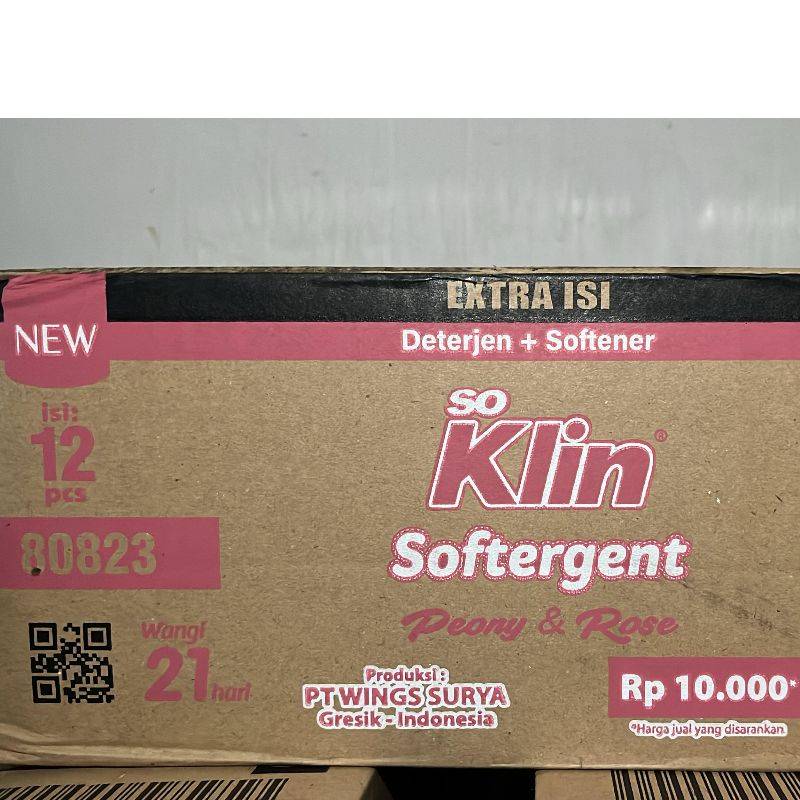 EXTRA ISI
NEW
Deterjen + Softener
isi:
12
pcs
so
Klin®
Softergent
Peony & Rose
80823
Wangi
21 hari
Produksi :
PT WINGS SURYA
Gresik - Indonesia
Rp 10.000*
*Harga jual yang disarankan